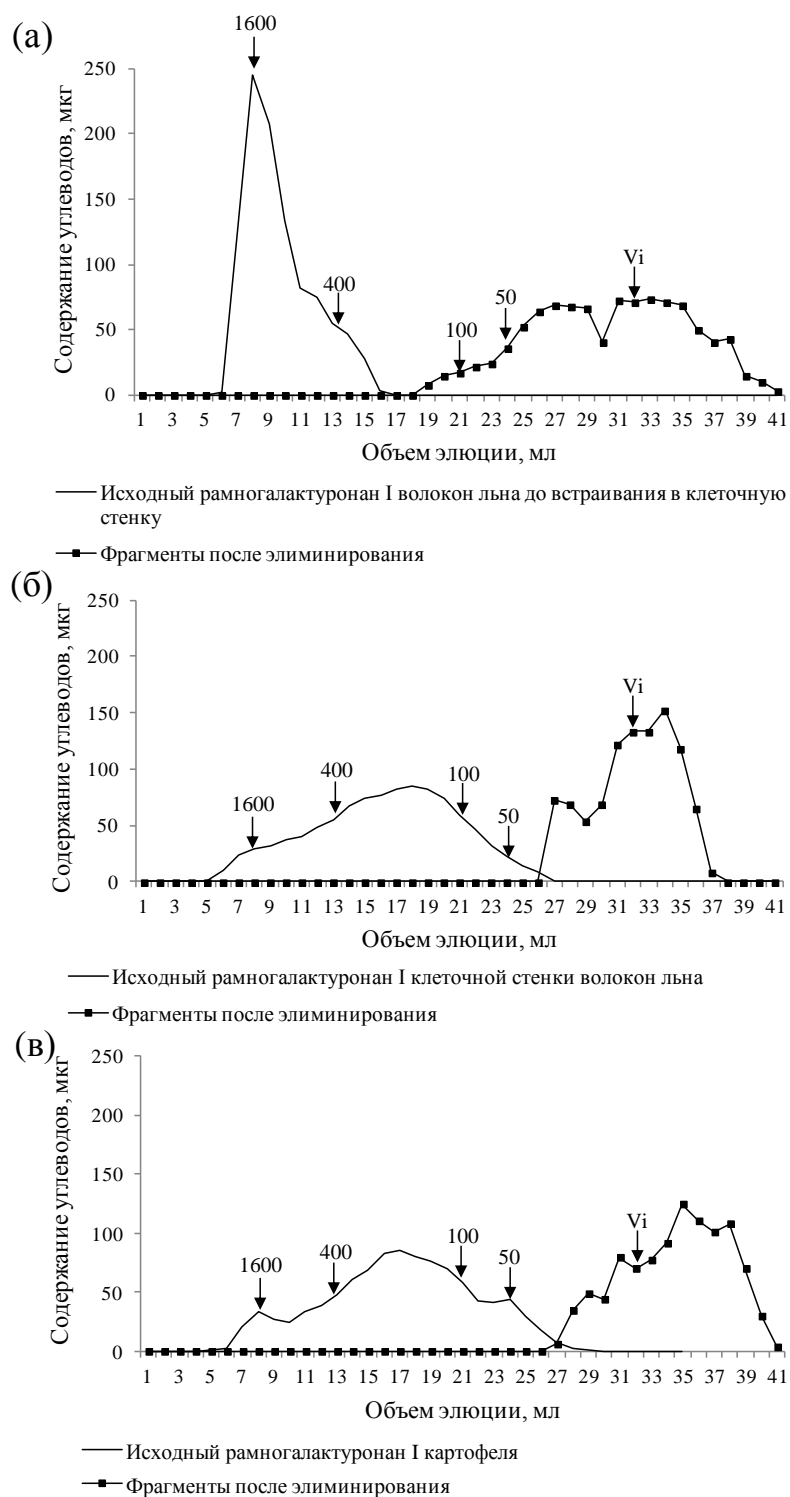 (а)
1600
250
200
150
100
50
0
400
100
50
Vi
1 3 5 7 9 11 13 15 17 19 21 23 25 27 29 31 33 35 37 39 41
Содержание углеводов, мкг
Объем элюции, мл
Исходный рамногалактуронан I волокон льна до встраивания в клеточную
стенку
Фрагменты после элиминирования
(б)
250
200
150
100
50
0
1600
400
100
50
Vi
1 3 5 7 9 11 13 15 17 19 21 23 25 27 29 31 33 35 37 39 41
Содержание углеводов, мкг
Объем элюции, мл
Исходный рамногалактуронан I клеточной стенки волокон льна
Фрагменты после элиминирования
(в)
250
200
150
100
50
0
1600
400
100
50
Vi
1 3 5 7 9 11 13 15 17 19 21 23 25 27 29 31 33 35 37 39 41
Содержание углеводов, мкг
Объем элюции, мл
Исходный рамногалактуронан I картофеля
Фрагменты после элиминирования